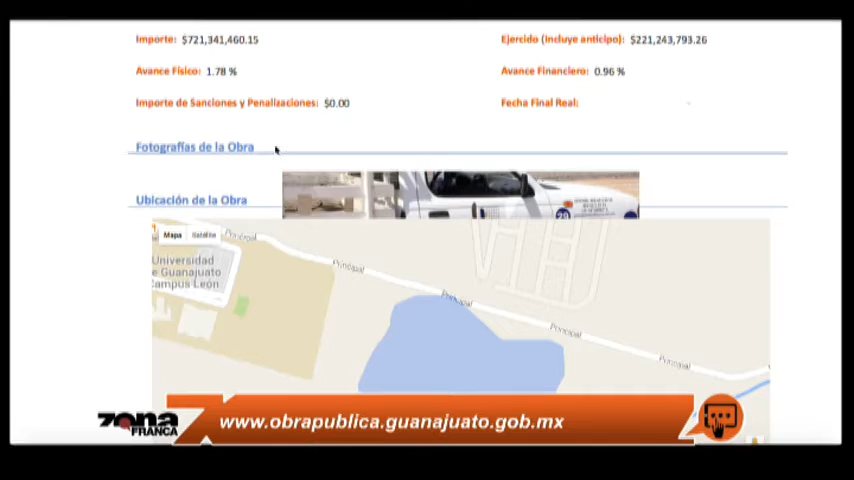 Importe: $721,341,460.15
Ejercido (Incluye anticipo): $221,243,793.26
Avance Físico: 1.78 %
Avance Financiero: 0.96 %
Importe de Sanciones y Penalizaciones: $0.00
Fecha Final Real:
Fotografías de la Obra
Ubicación de la Obra
29
Mapa
Satélite
Principal
Universidad
e Guanajuato
Campus León
Principal
Principal
Principal
Principal
ZONA
FRANCA
www.obrapublica.guanajuato.gob.mx